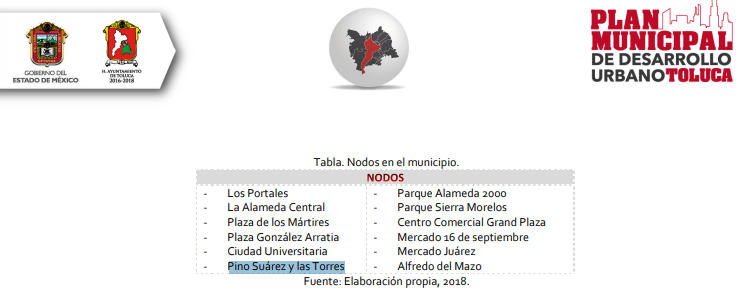 GOBIERNO DEL
ESTADO DE MÉXICO
H. AYUNTAMIENTO
DE TOLUCA
2016-2018
PLAN
MUNICIPAL
DE DESARROLLO
URBANO TOLUCA
Tabla. Nodos en el municipio.
NODOS
- Los Portales
- La Alameda Central
- Plaza de los Mártires
- Plaza González Arratia
- Ciudad Universitaria
- Pino Suárez y las Torres
- Parque Alameda 2000
- Parque Sierra Morelos
- Centro Comercial Grand Plaza
- Mercado 16 de septiembre
- Mercado Juárez
- Alfredo del Mazo
Fuente: Elaboración propia, 2018.